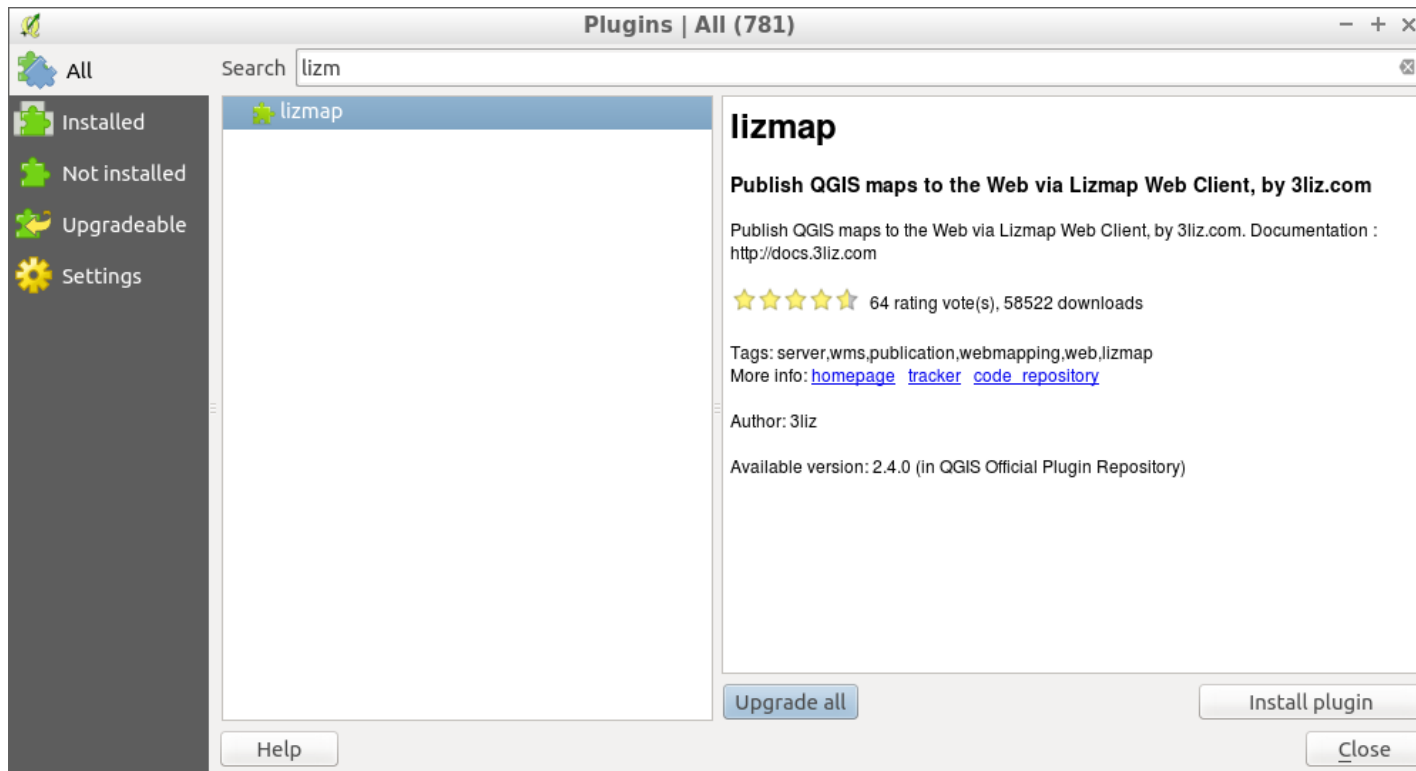 Plugins | All (781)
All
Search lizm
Installed
Not installed
Upgradeable
Settings
lizmap
lizmap
Publish QGIS maps to the Web via Lizmap Web Client, by 3liz.com
Publish QGIS maps to the Web via Lizmap Web Client, by 3liz.com. Documentation :
http://docs.3liz.com
64 rating vote(s), 58522 downloads
Tags: server,wms,publication,webmapping,web,lizmap
More info: homepage tracker code_repository
Author: 3liz
Available version: 2.4.0 (in QGIS Official Plugin Repository)
Upgrade all
Install plugin
Help
Close